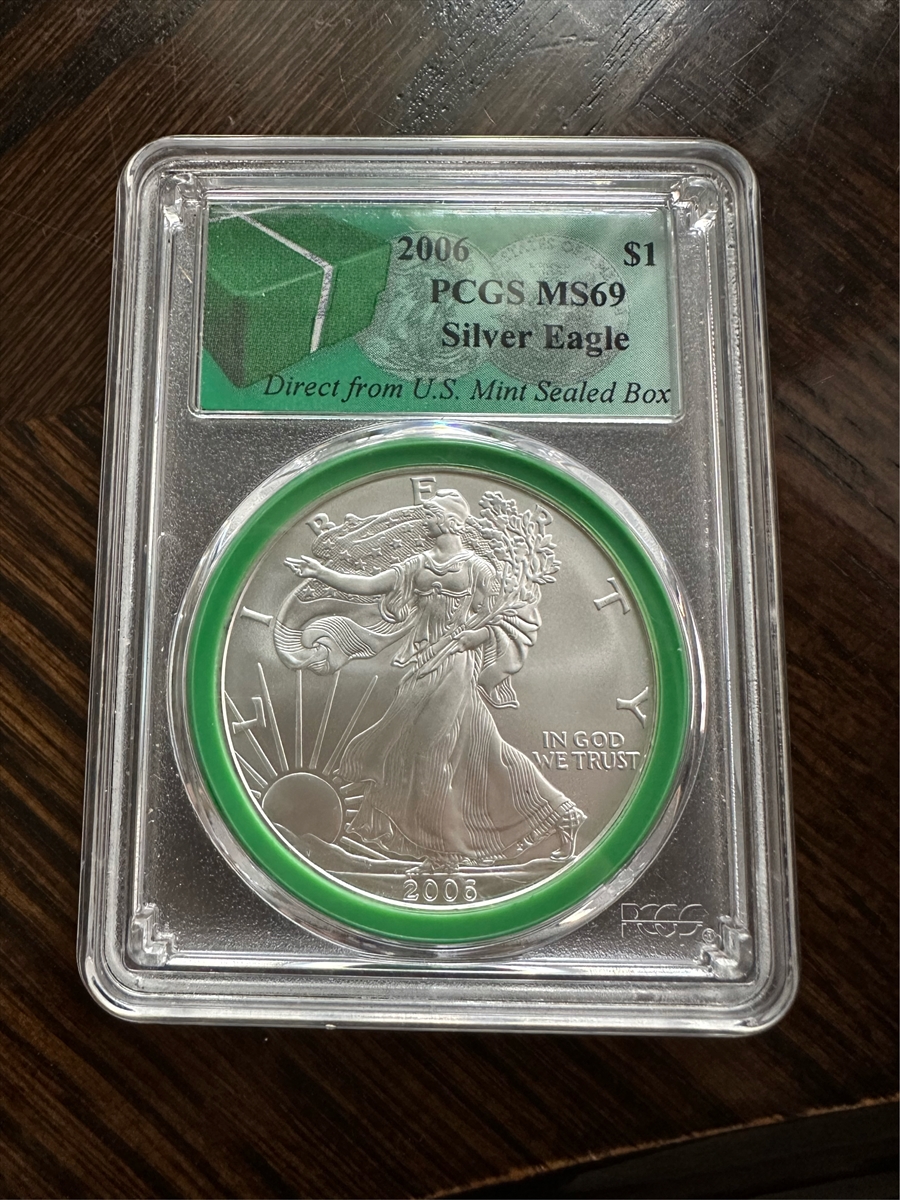 2006 $1
PCGS MS69
Silver Eagle
Direct from U.S. Mint Sealed Box
LIBERTY
IN GOD
WE TRUST
2006
PCGS®